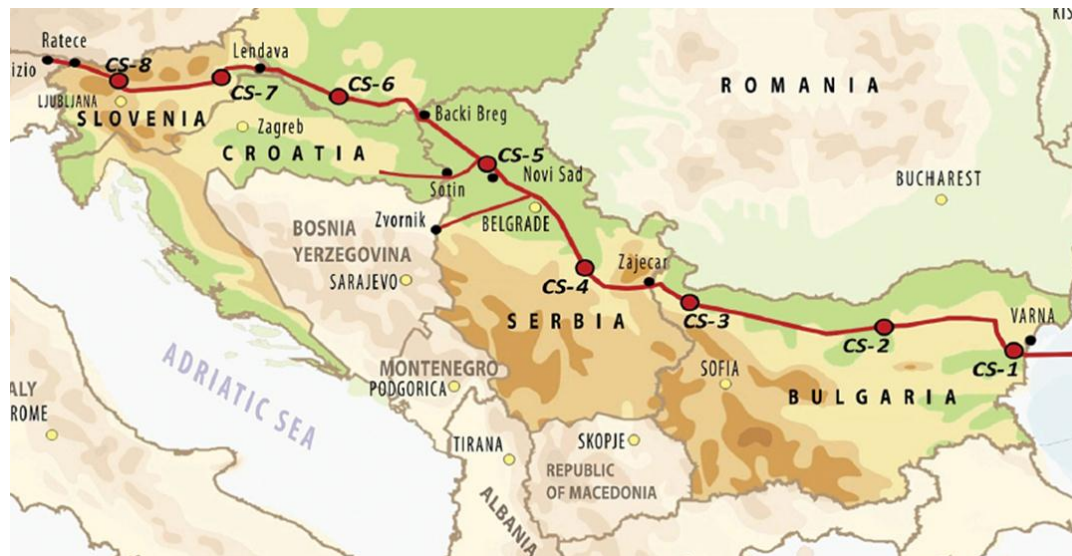 Ratece
izio
CS-8
LJUBLJANA
SLOVENIA
Lendava
CS-7
CS-6
Zagreb
CROATIA
Backi Breg
CS-5
Novi Sad
Sotin
BELGRADE
Zvornik
BOSNIA
YERZEGOVINA
SARAJEVO
ROMANIA
BUCHAREST
Zajecar
CS-4
SERBIA
CS-3
CS-2
VARNA
CS-1
SOFIA
BULGARIA
ADRIATIC SEA
MONTENEGRO
PODGORICA
TIRANA
SKOPJE
REPUBLIC
OF MACEDONIA
ALBANIA
ALY
ROME